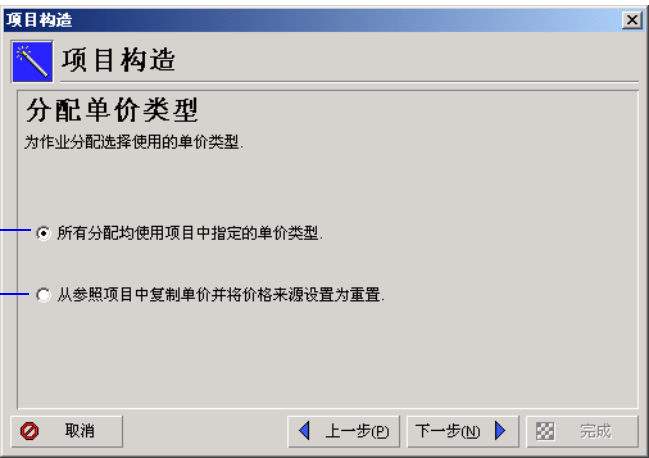 项目构造
项目构造
分配单价类型
为作业分配选择使用的单价类型.
所有分配均使用项目中指定的单价类型.
从参照项目中复制单价并将价格来源设置为重置.
取消 上一步(P) 下一步(N) 完成